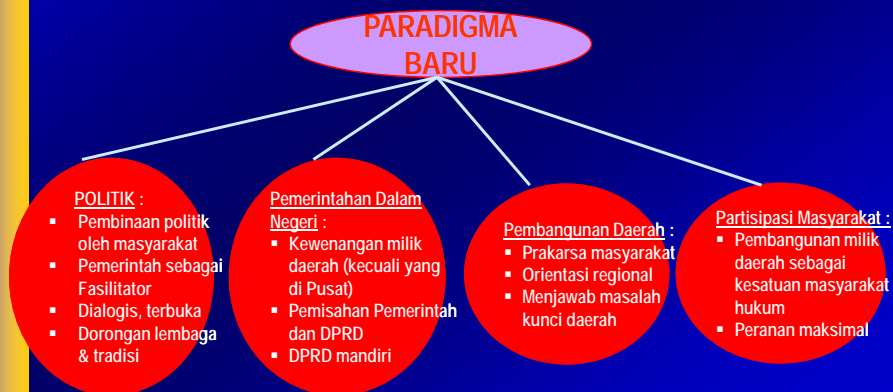 PARADIGMA
BARU
POLITIK :
▪ Pembinaan politik
oleh masyarakat
▪ Pemerintah sebagai
Fasilitator
▪ Dialogis, terbuka
▪ Dorongan lembaga
& tradisi
Pemerintahan Dalam
Negeri :
▪ Kewenangan milik
daerah (kecuali yang
di Pusat)
▪ Pemisahan Pemerintah
dan DPRD
▪ DPRD mandiri
Pembangunan Daerah :
▪ Prakarsa masyarakat
▪ Orientasi regional
▪ Menjawab masalah
kunci daerah
Partisipasi Masyarakat :
▪ Pembangunan milik
daerah sebagai
kesatuan masyarakat
hukum
▪ Peranan maksimal